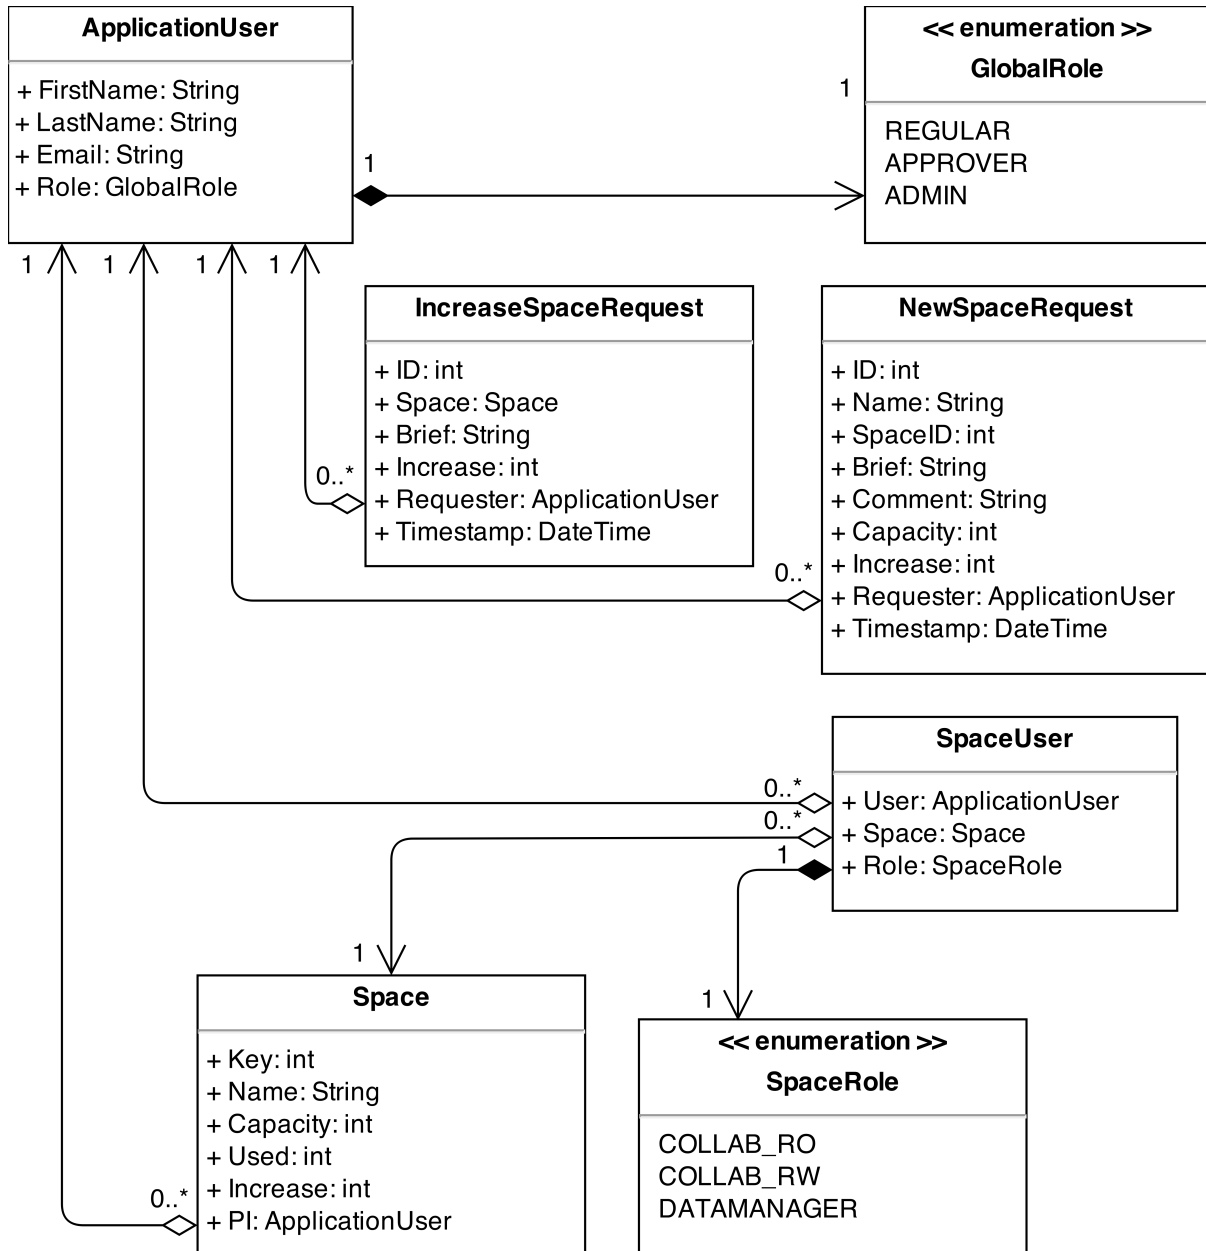 ApplicationUser
+ FirstName: String
+ LastName: String
+ Email: String
+ Role: GlobalRole
1
1
<< enumeration >>
GlobalRole
REGULAR
APPROVER
ADMIN
1
1
1
1
IncreaseSpaceRequest
+ ID: int
+ Space: Space
+ Brief: String
+ Increase: int
+ Requester: ApplicationUser
+ Timestamp: DateTime
0..*
NewSpaceRequest
+ ID: int
+ Name: String
+ SpaceID: int
+ Brief: String
+ Comment: String
+ Capacity: int
+ Increase: int
+ Requester: ApplicationUser
+ Timestamp: DateTime
0..*
SpaceUser
+ User: ApplicationUser
+ Space: Space
+ Role: SpaceRole
0..*
0..*
1
1
1
Space
+ Key: int
+ Name: String
+ Capacity: int
+ Used: int
+ Increase: int
+ PI: ApplicationUser
0..*
<< enumeration >>
SpaceRole
COLLAB_RO
COLLAB_RW
DATAMANAGER